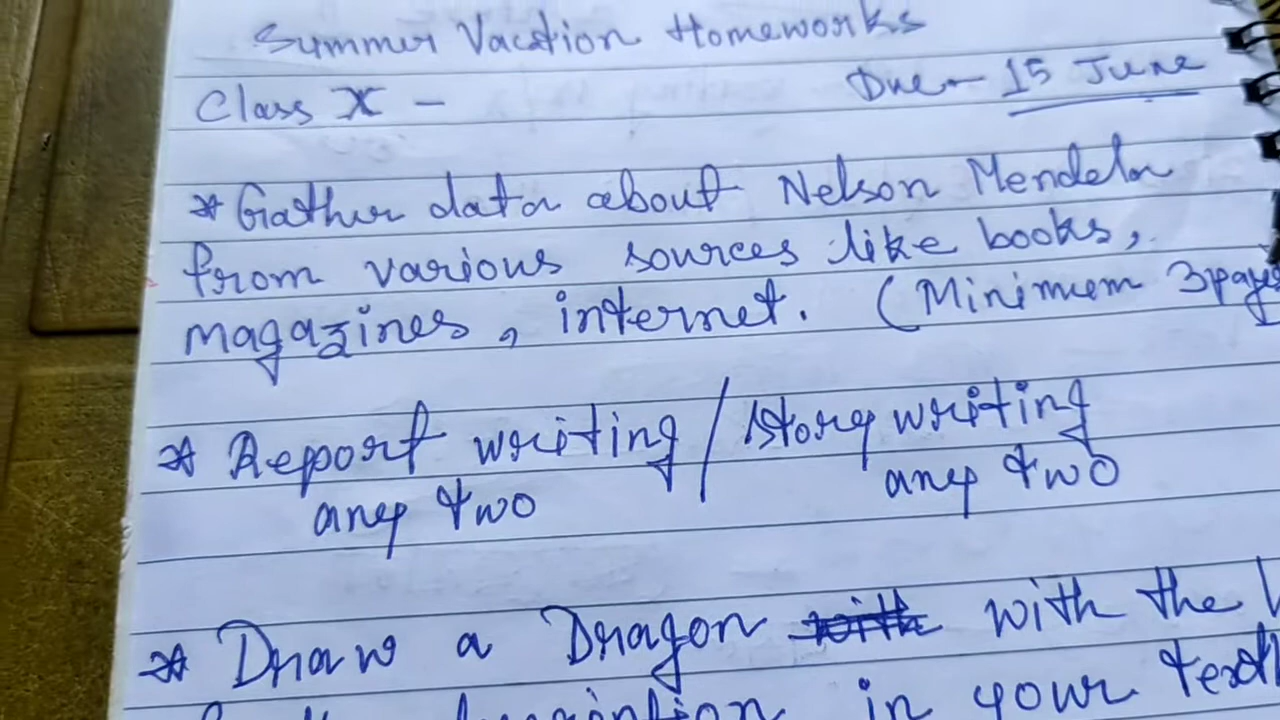 Summer Vacation Homeworks
Class X - Due - 15 June
* Gather data about Nelson Mendela
from various sources like books,
magazines, internet. (Minimum 3 pages
* Report writing / Story writing
any two any two
* Draw a Dragon with with the
in your